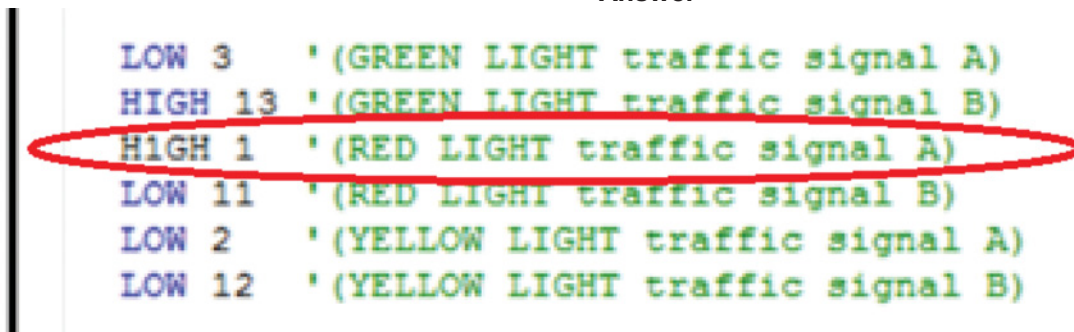 LOW 3 '(GREEN LIGHT traffic signal A)
HIGH 13 '(GREEN LIGHT traffic signal B)
H1GH 1 '(RED LIGHT traffic signal A)
LOW 11 '(RED LIGHT traffic signal B)
LOW 2 '(YELLOW LIGHT traffic signal A)
LOW 12 '(YELLOW LIGHT traffic signal B)